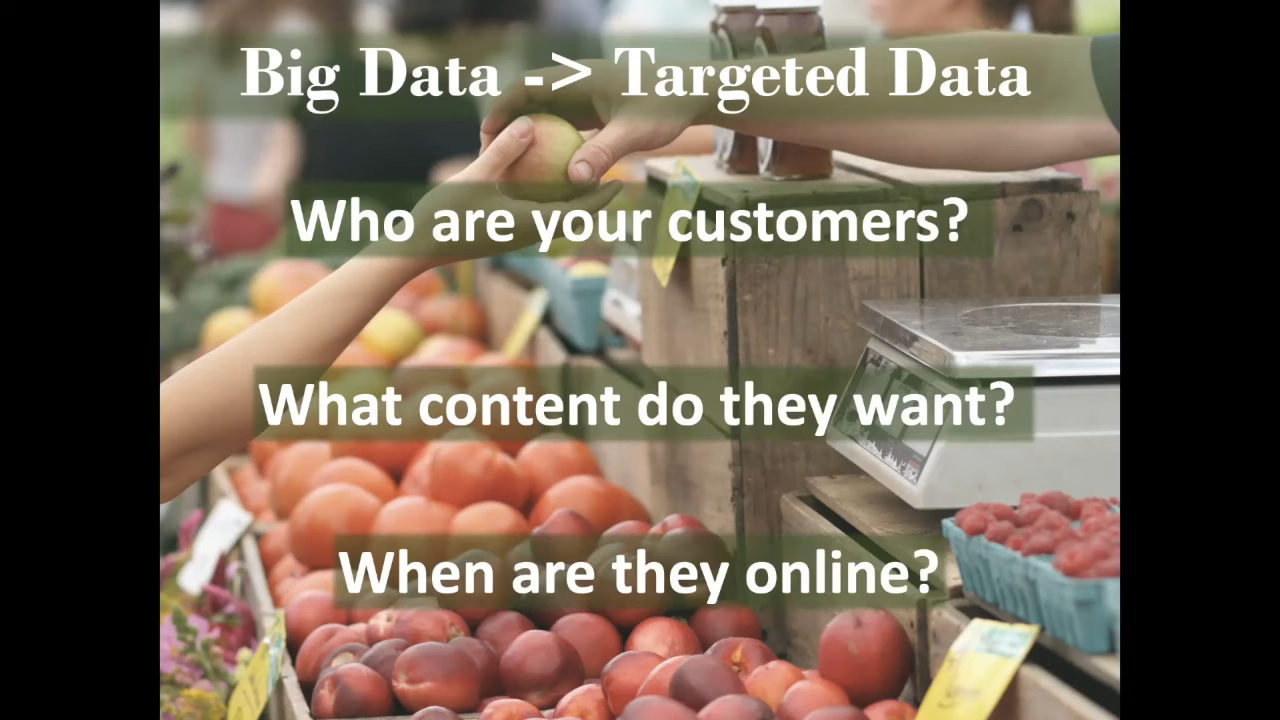 Big Data -> Targeted Data
Who are your customers?
What content do they want?
When are they online?